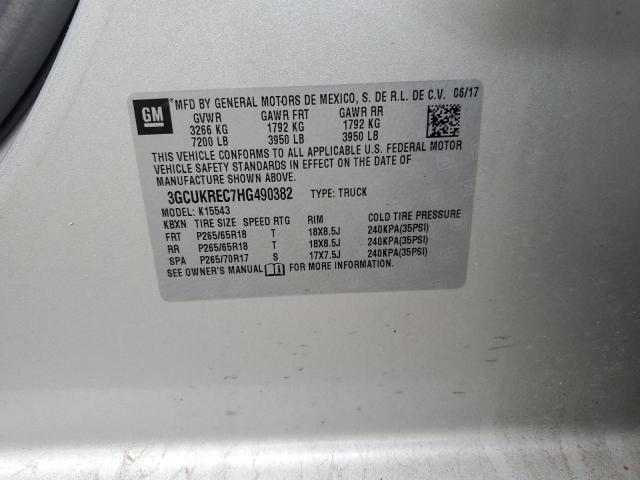 GM
MFD BY GENERAL MOTORS DE MEXICO, S. DE R.L. DE C.V. 06/17
GVWR GAWR FRT GAWR RR
3266 KG 1792 KG 1792 KG
7200 LB 3950 LB 3950 LB
THIS VEHICLE CONFORMS TO ALL APPLICABLE U.S. FEDERAL MOTOR
VEHICLE SAFETY STANDARDS IN EFFECT ON THE DATE OF
MANUFACTURE SHOWN ABOVE.
3GCUKREC7HG490382 TYPE: TRUCK
MODEL: K15543
KBXN TIRE SIZE SPEED RTG RIM COLD TIRE PRESSURE
FRT P265/65R18 T 18X8.5J 240KPA(35PSI)
RR P265/65R18 T 18X8.5J 240KPA(35PSI)
SPA P265/70R17 S 17X7.5J 240KPA(35PSI)
SEE OWNER'S MANUAL FOR MORE INFORMATION